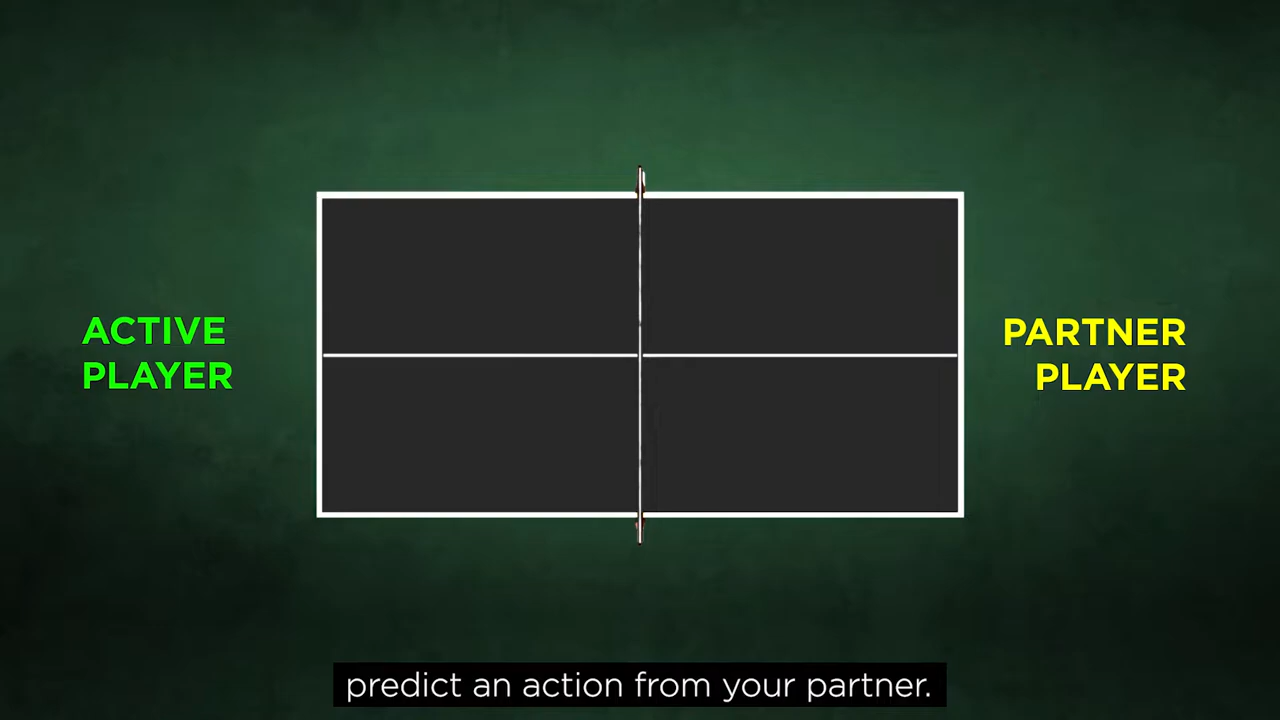 ACTIVE
PLAYER
PARTNER
PLAYER
predict an action from your partner.